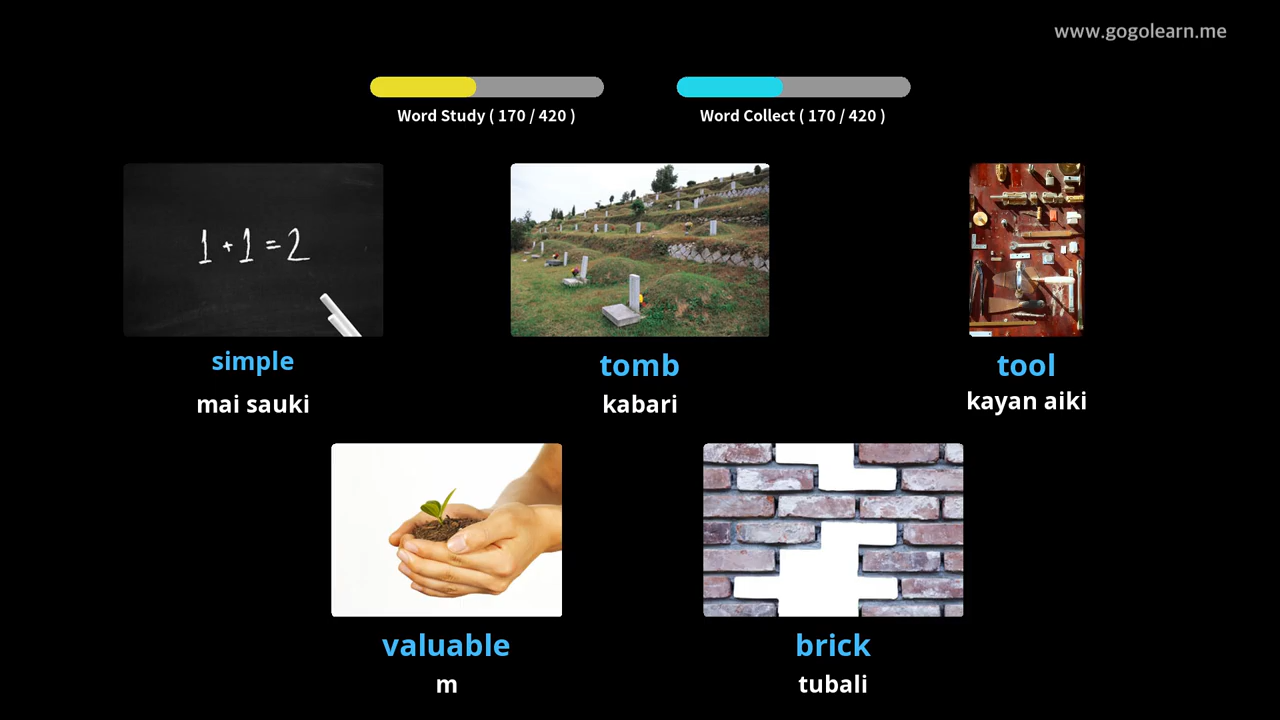 www.gogolearn.me
Word Study ( 170 / 420 )
Word Collect ( 170 / 420 )
1 + 1 = 2
simple
mai sauki
tomb
kabari
tool
kayan aiki
valuable
m
brick
tubali